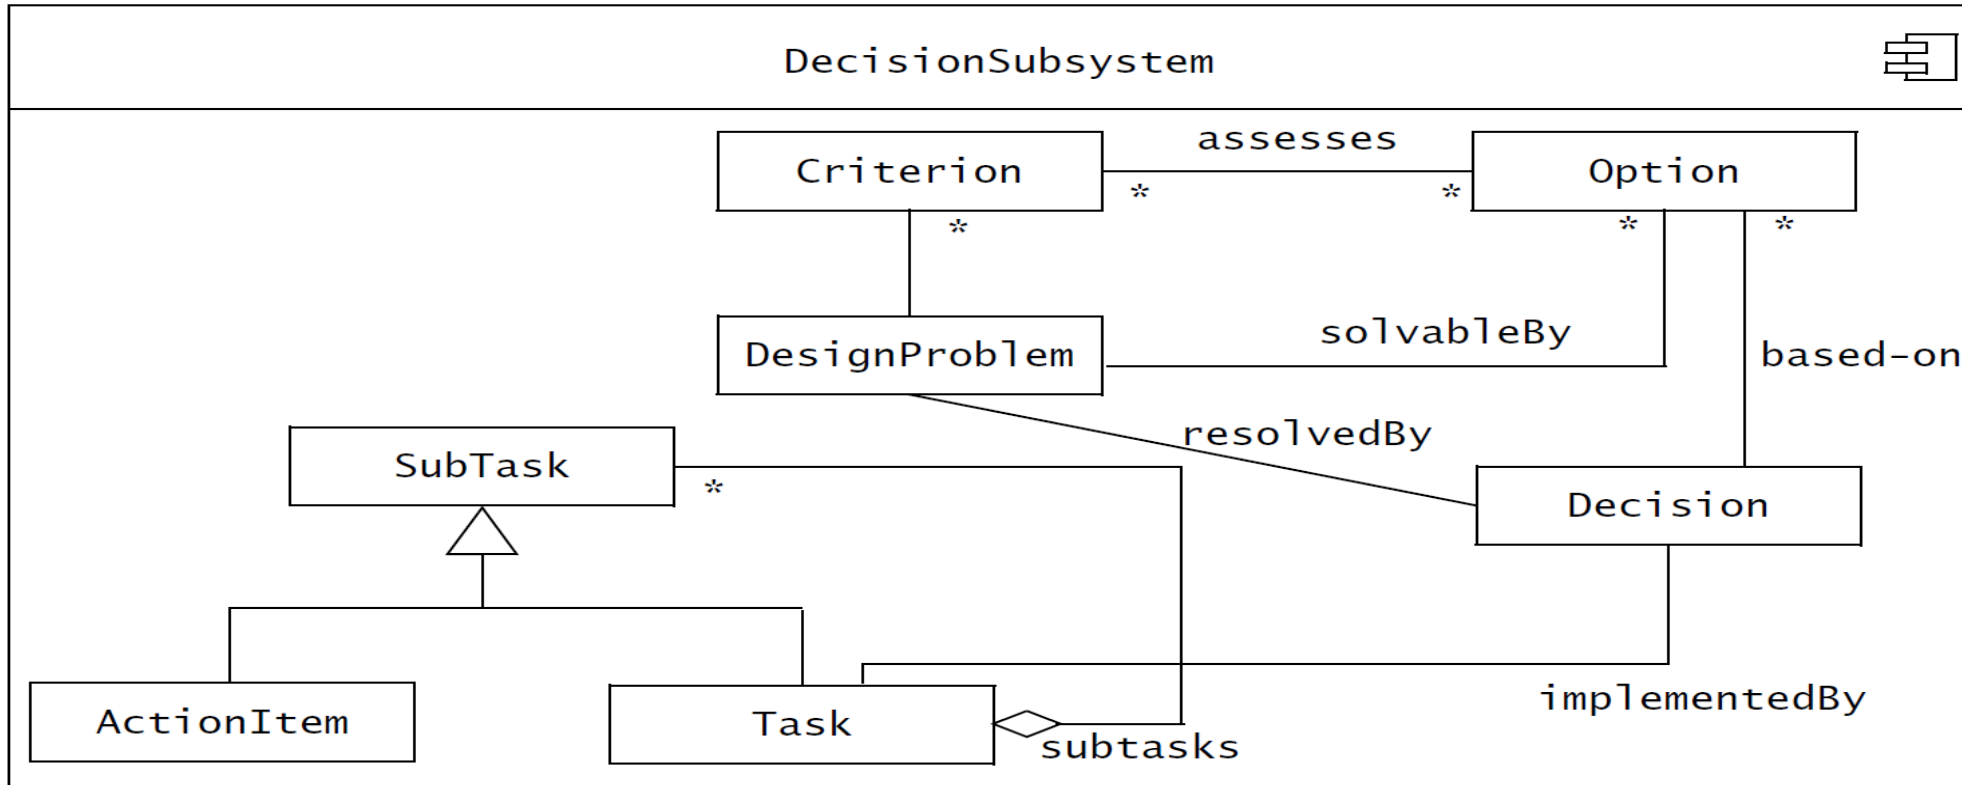 DecisionSubsystem
assesses
Criterion
Option
*
*
*
*
*
solvableBy
DesignProblem
based-on
resolvedBy
SubTask
*
Decision
implementedBy
ActionItem
Task
subtasks